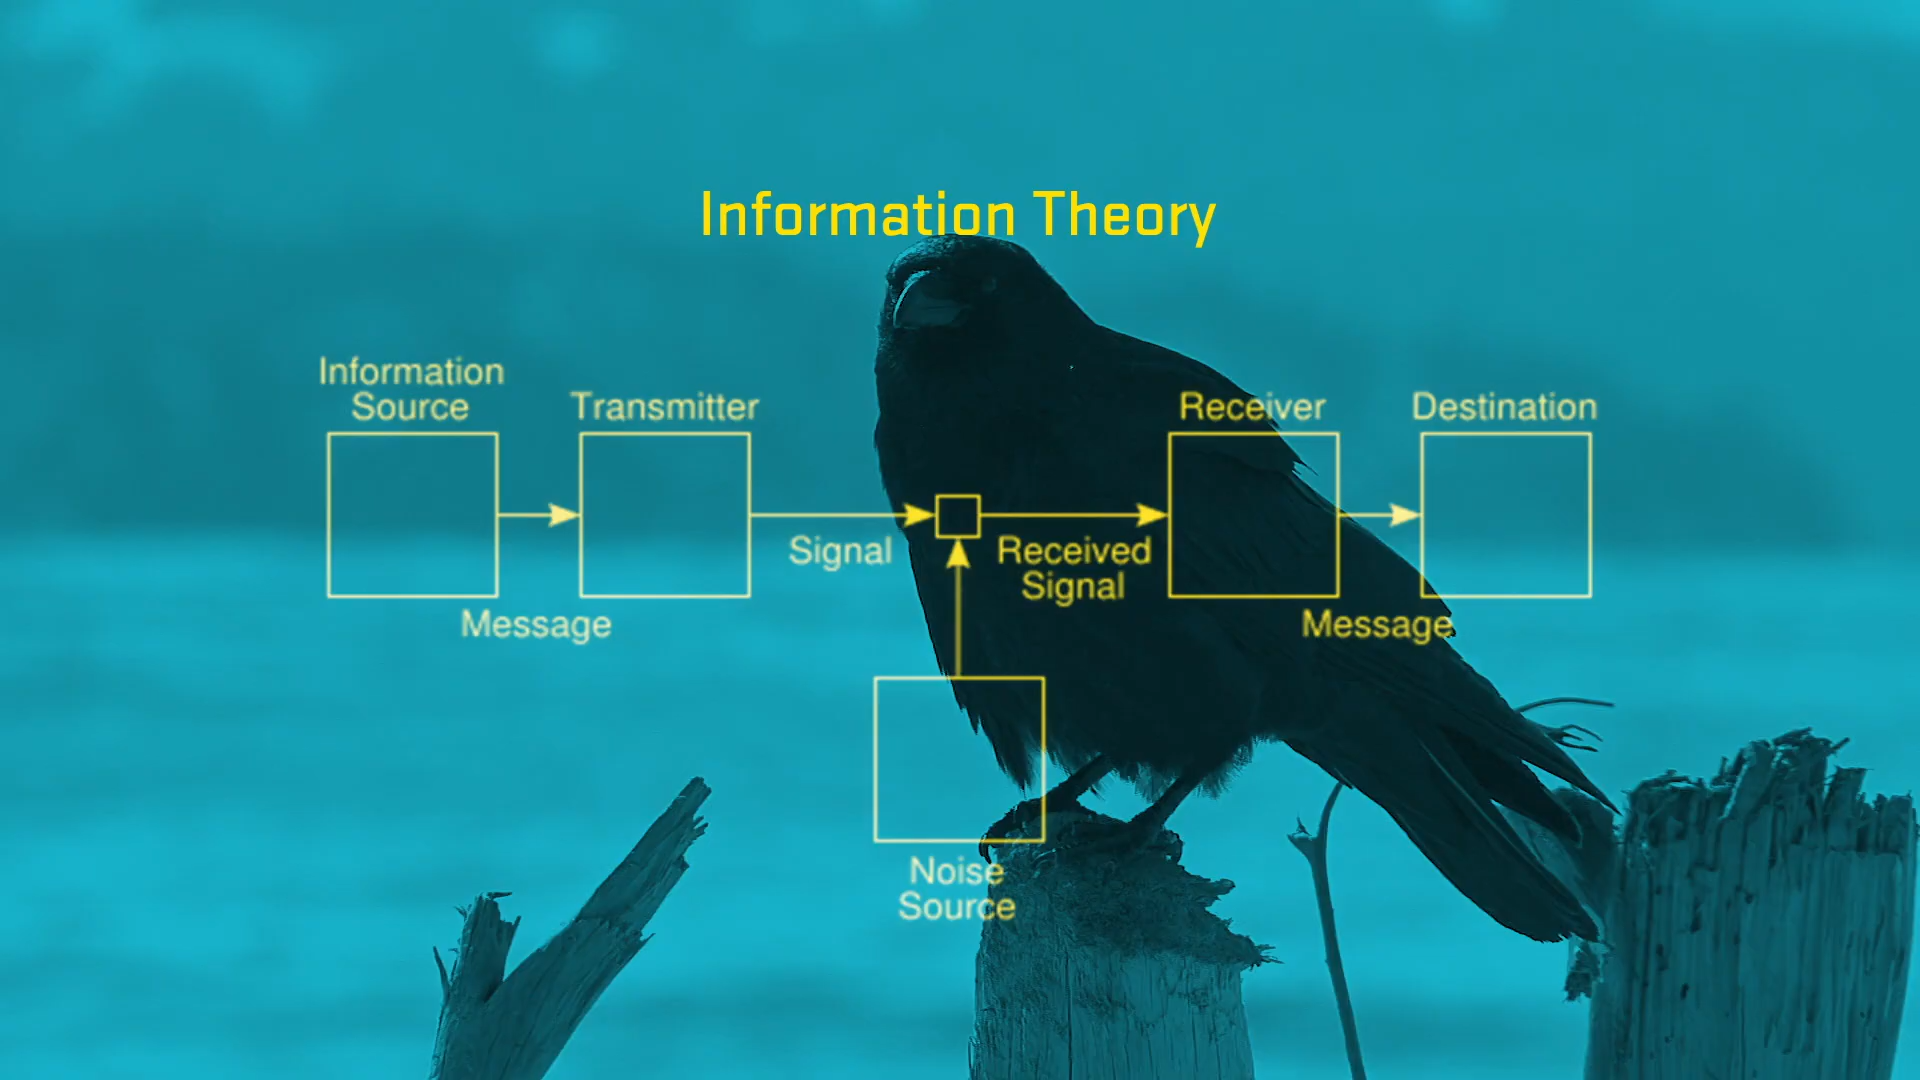 Information Theory
Information
Source
Transmitter
Receiver
Destination
Signal
Received
Signal
Message
Message
Noise
Source